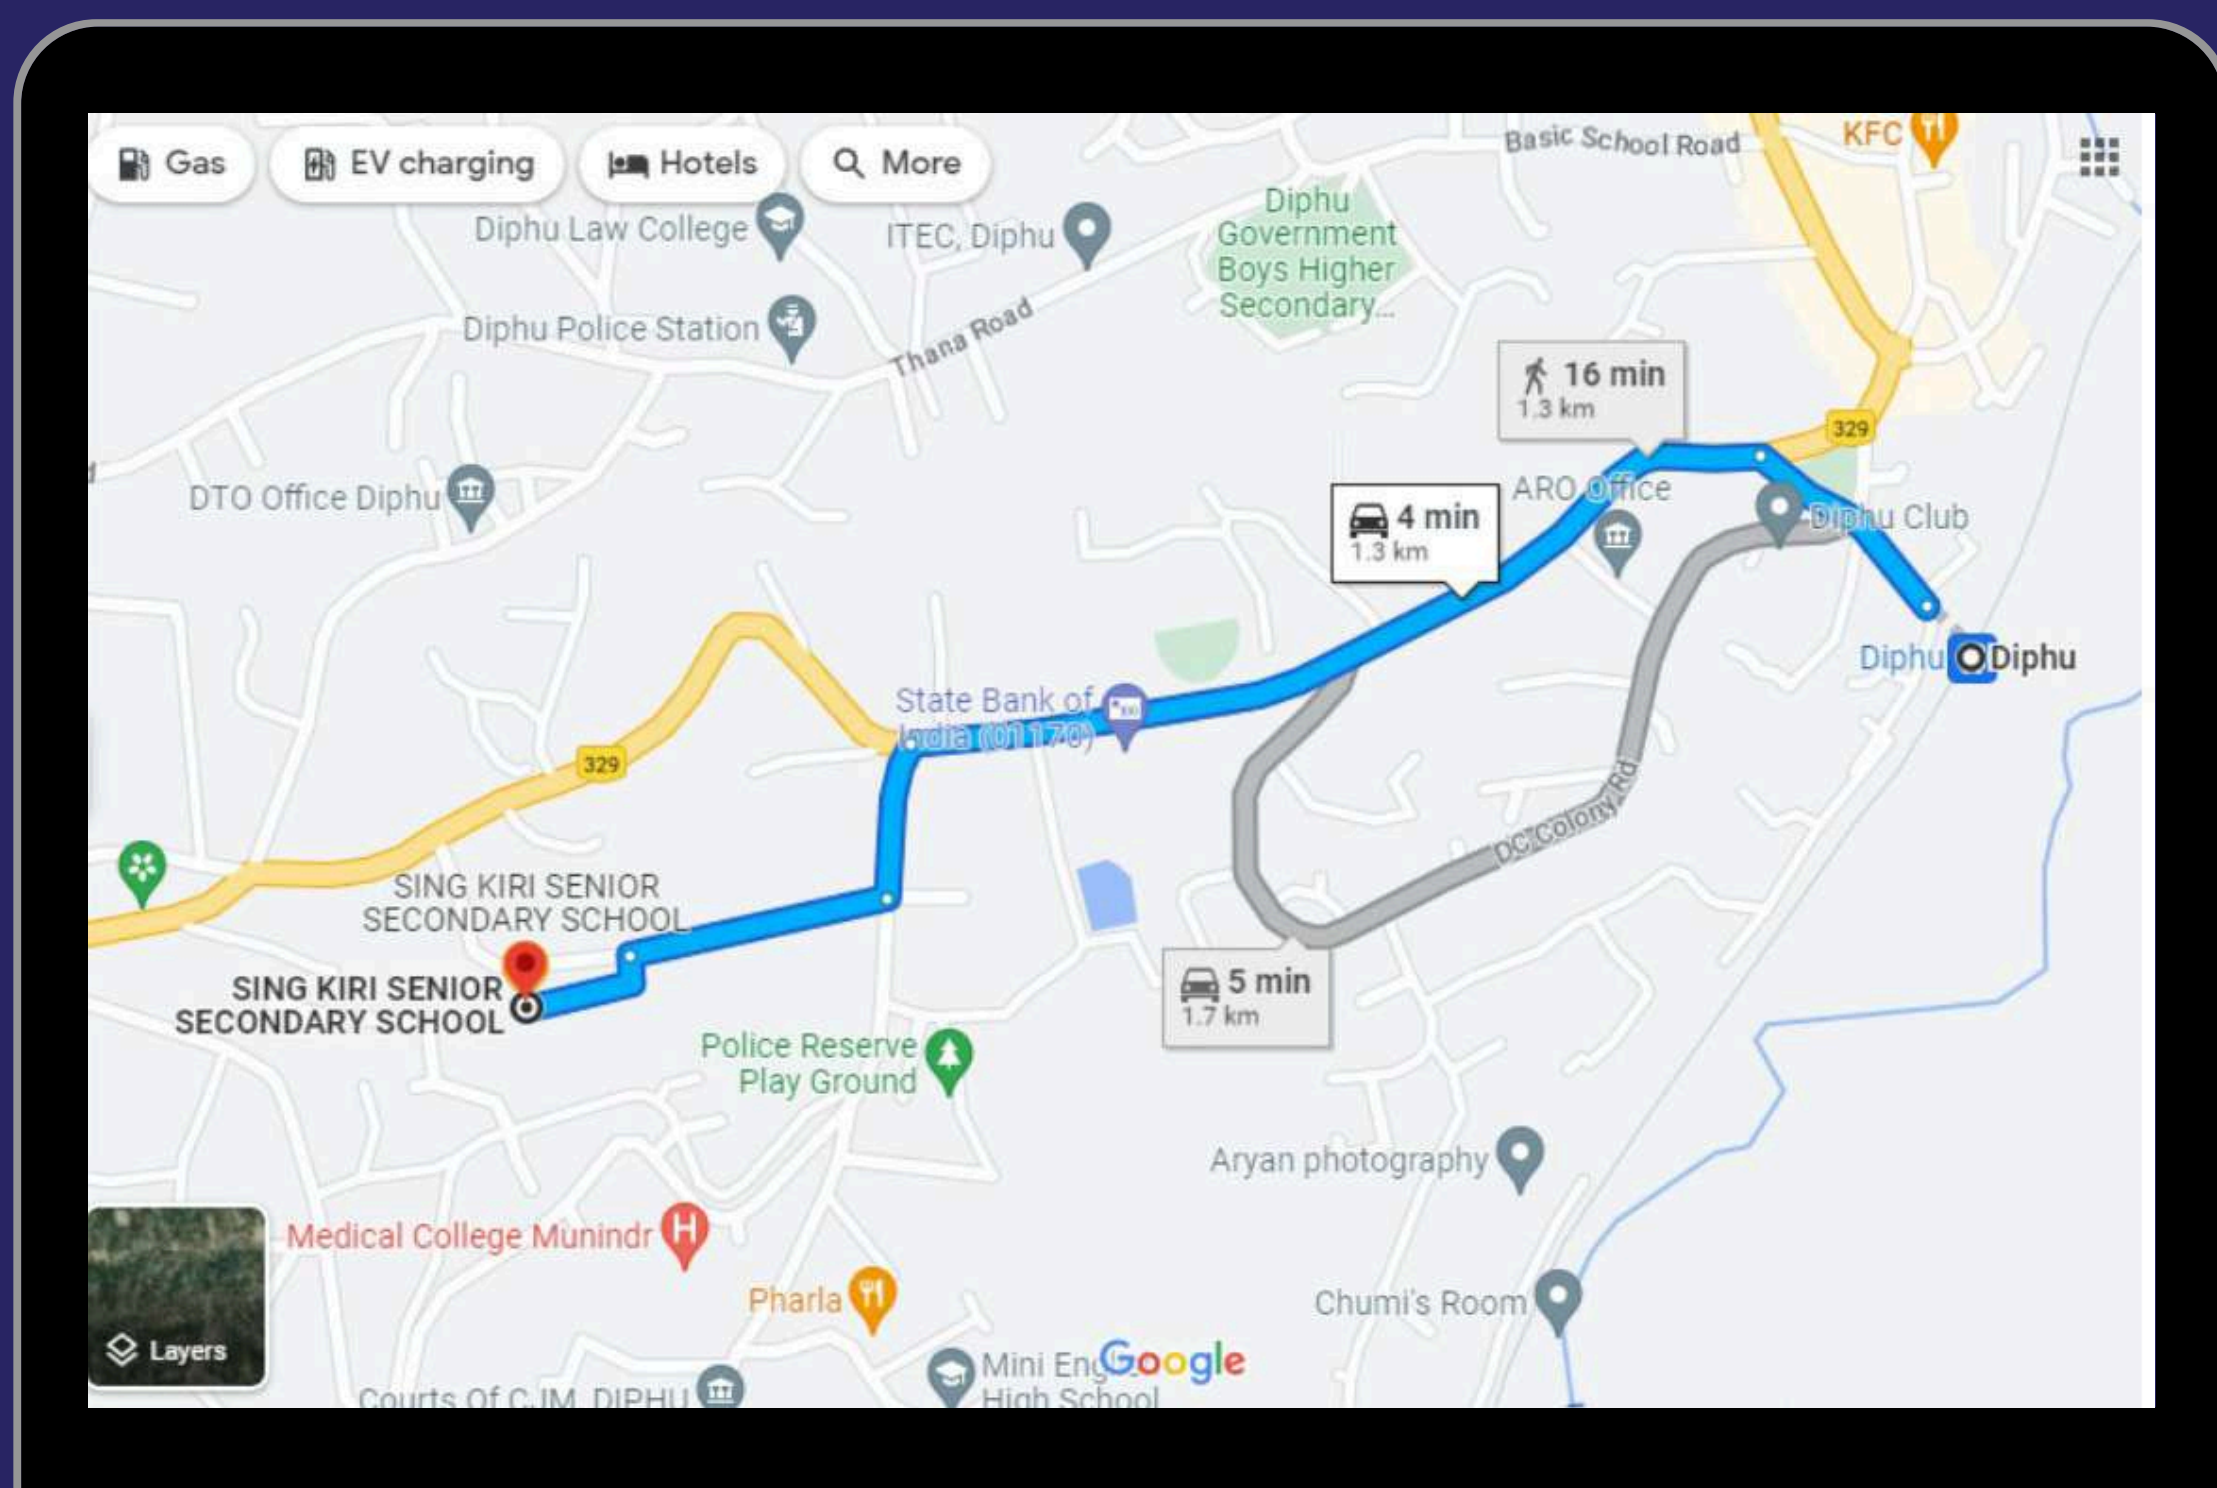 Gas
EV charging
Hotels
More
Basic School Road
KFC
Diphu Law College
ITEC, Diphu
Diphu
Government
Boys Higher
Secondary...
Diphu Police Station
Thana Road
16 min
1.3 km
329
DTO Office Diphu
ARO Office
4 min
1.3 km
Diphu Club
Diphu
Diphu
State Bank of
India (01170)
329
DC Colony Rd
SING KIRI SENIOR
SECONDARY SCHOOL
SING KIRI SENIOR
SECONDARY SCHOOL
5 min
1.7 km
Police Reserve
Play Ground
Aryan photography
Medical College Munindr
Pharla
Chumi's Room
Layers
Mini Eng
Google
High School
Courts Of CJM, DIPHU